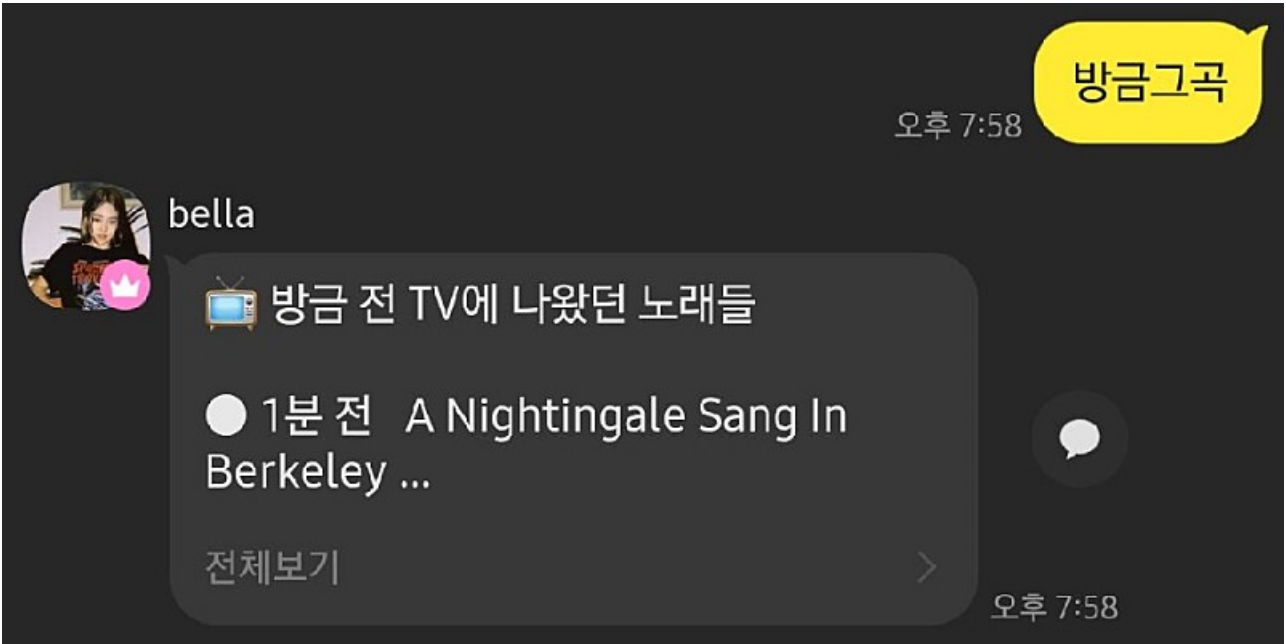 방금그곡
오후 7:58
bella
방금 전 TV에 나왔던 노래들
1분 전 A Nightingale Sang In
Berkeley ...
전체보기
오후 7:58